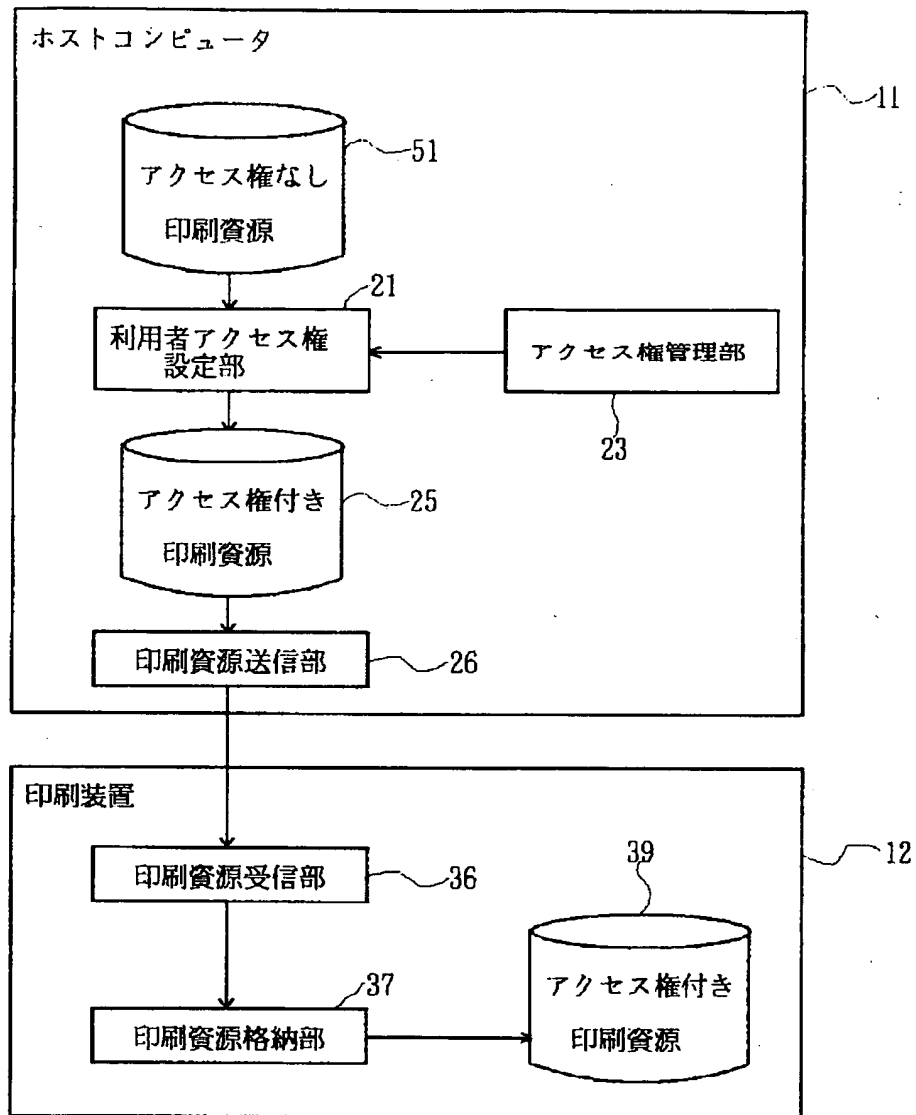 ホストコンピュータ
11
51
アクセス権なし
印刷資源
21
利用者アクセス権
設定部
アクセス権管理部
23
アクセス権付き
印刷資源
25
印刷資源送信部
26
印刷装置
12
印刷資源受信部
36
39
アクセス権付き
印刷資源
37
印刷資源格納部